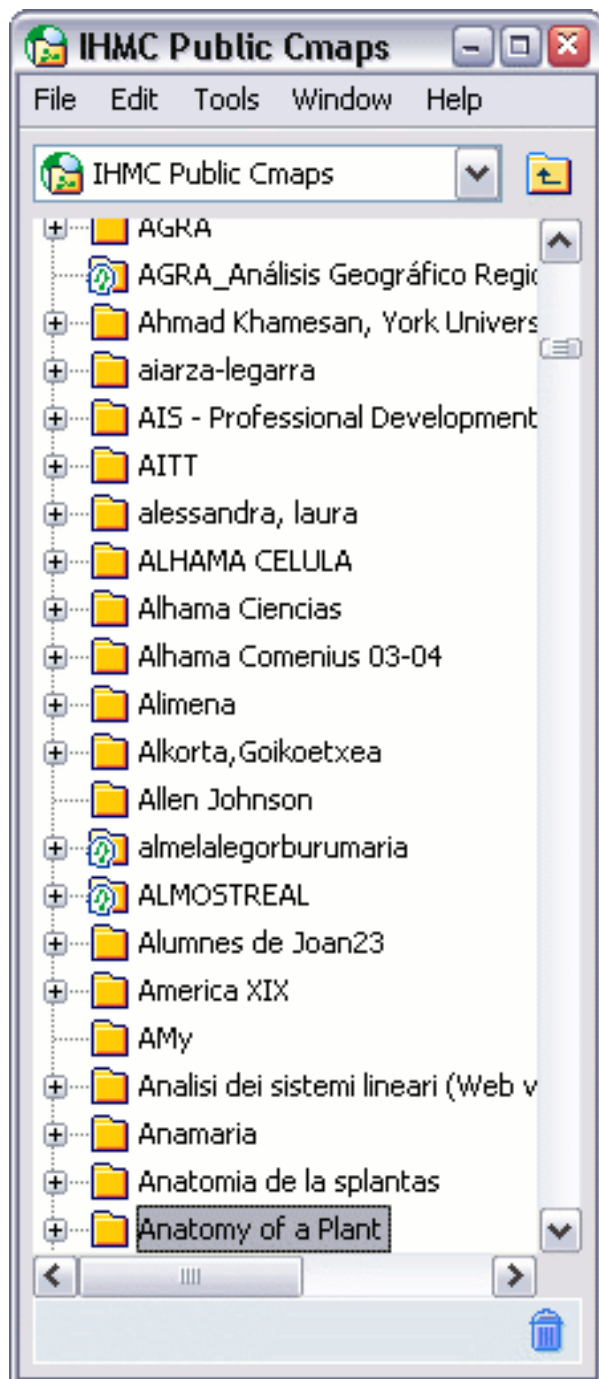 IHMC Public Cmaps
File Edit Tools Window Help
IHMC Public Cmaps
AGRA
AGRA_Análisis Geográfico Regio
Ahmad Khamesan, York Univers
aiarza-legarra
AIS - Professional Development
AITT
alessandra, laura
ALHAMA CELULA
Alhama Ciencias
Alhama Comenius 03-04
Alimena
Alkorta,Goikoetxea
Allen Johnson
almelalegorburumaria
ALMOSTREAL
Alumnes de Joan23
America XIX
AMy
Analisi dei sistemi lineari (Web v
Anamaria
Anatomia de la splantas
Anatomy of a Plant